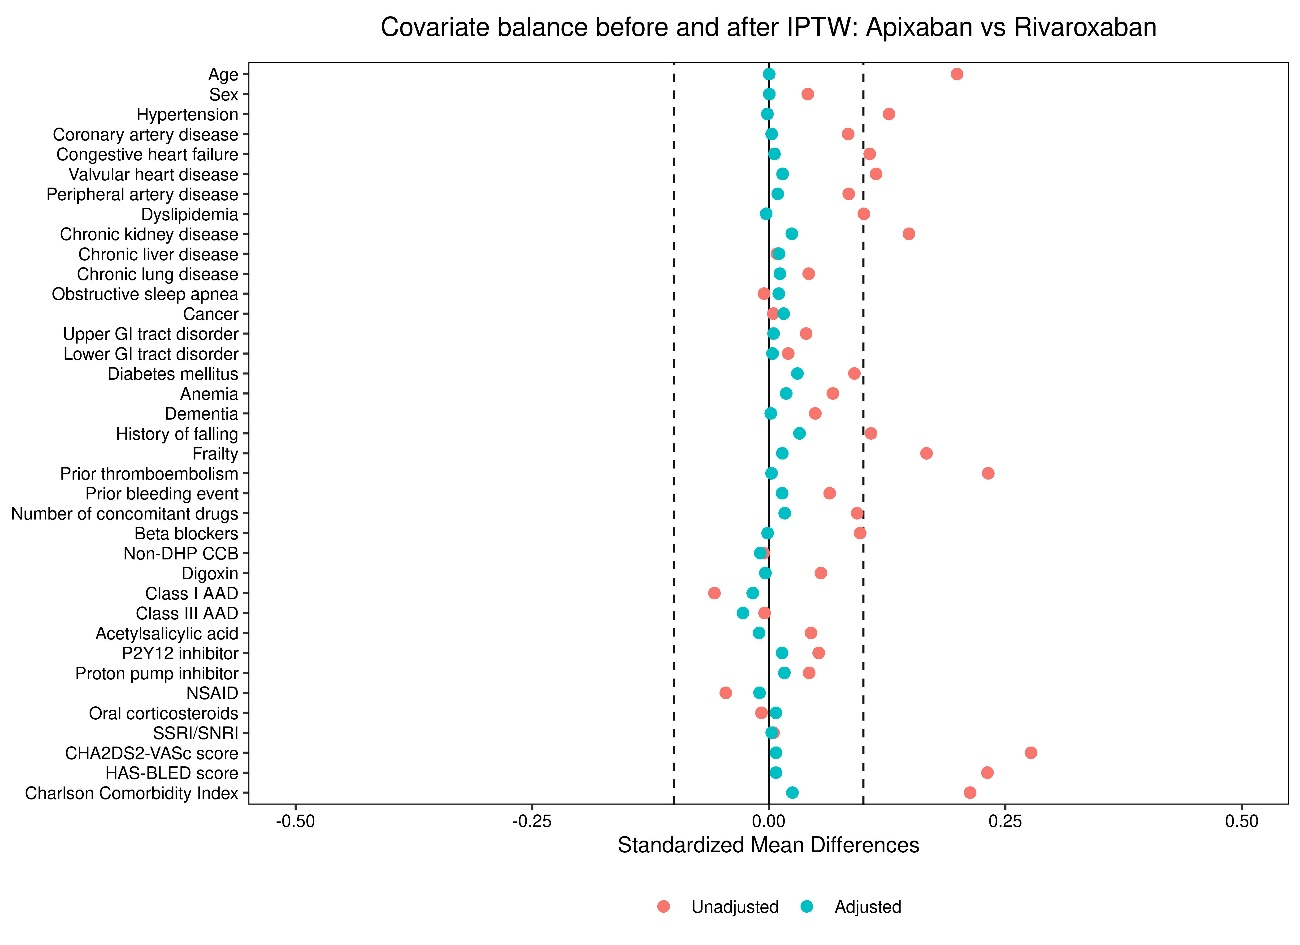 Covariate balance before and after IPTW: Apixaban vs Rivaroxaban
Age
Sex
Hypertension
Coronary artery disease
Congestive heart failure
Valvular heart disease
Peripheral artery disease
Dyslipidemia
Chronic kidney disease
Chronic liver disease
Chronic lung disease
Obstructive sleep apnea
Cancer
Upper GI tract disorder
Lower GI tract disorder
Diabetes mellitus
Anemia
Dementia
History of falling
Frailty
Prior thromboembolism
Prior bleeding event
Number of concomitant drugs
Beta blockers
Non-DHP CCB
Digoxin
Class I AAD
Class III AAD
Acetylsalicylic acid
P2Y12 inhibitor
Proton pump inhibitor
NSAID
Oral corticosteroids
SSRI/SNRI
CHA2DS2-VASc score
HAS-BLED score
Charlson Comorbidity Index
-0.50 -0.25 0.00 0.25 0.50
Standardized Mean Differences
Unadjusted Adjusted